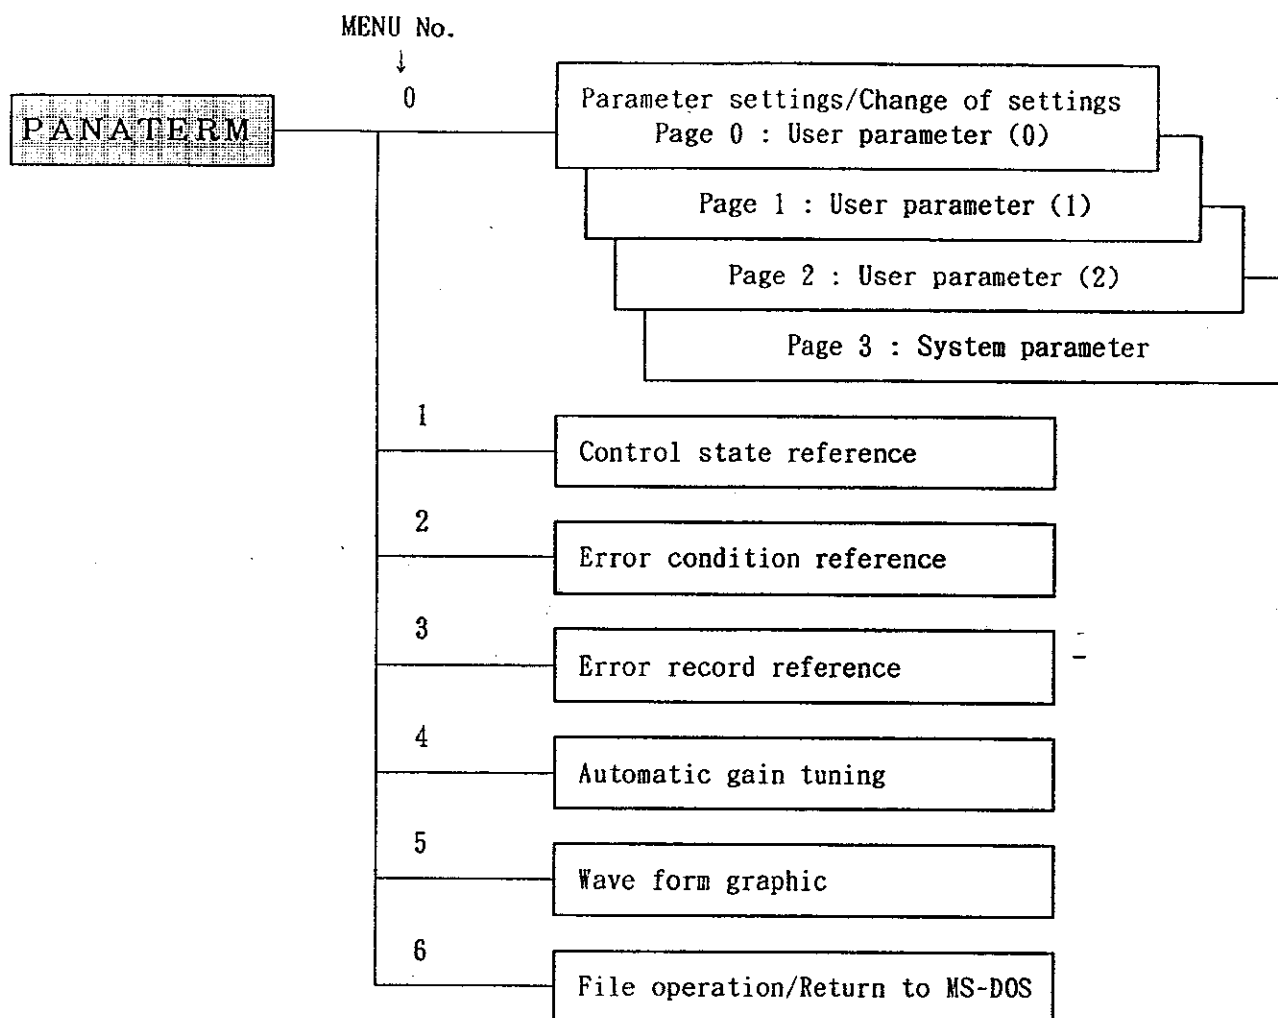 MENU No.
↓
0
PANATERM
Parameter settings/Change of settings
Page 0 : User parameter (0)
Page 1 : User parameter (1)
Page 2 : User parameter (2)
Page 3 : System parameter
1
Control state reference
2
Error condition reference
3
Error record reference
4
Automatic gain tuning
5
Wave form graphic
6
File operation/Return to MS-DOS